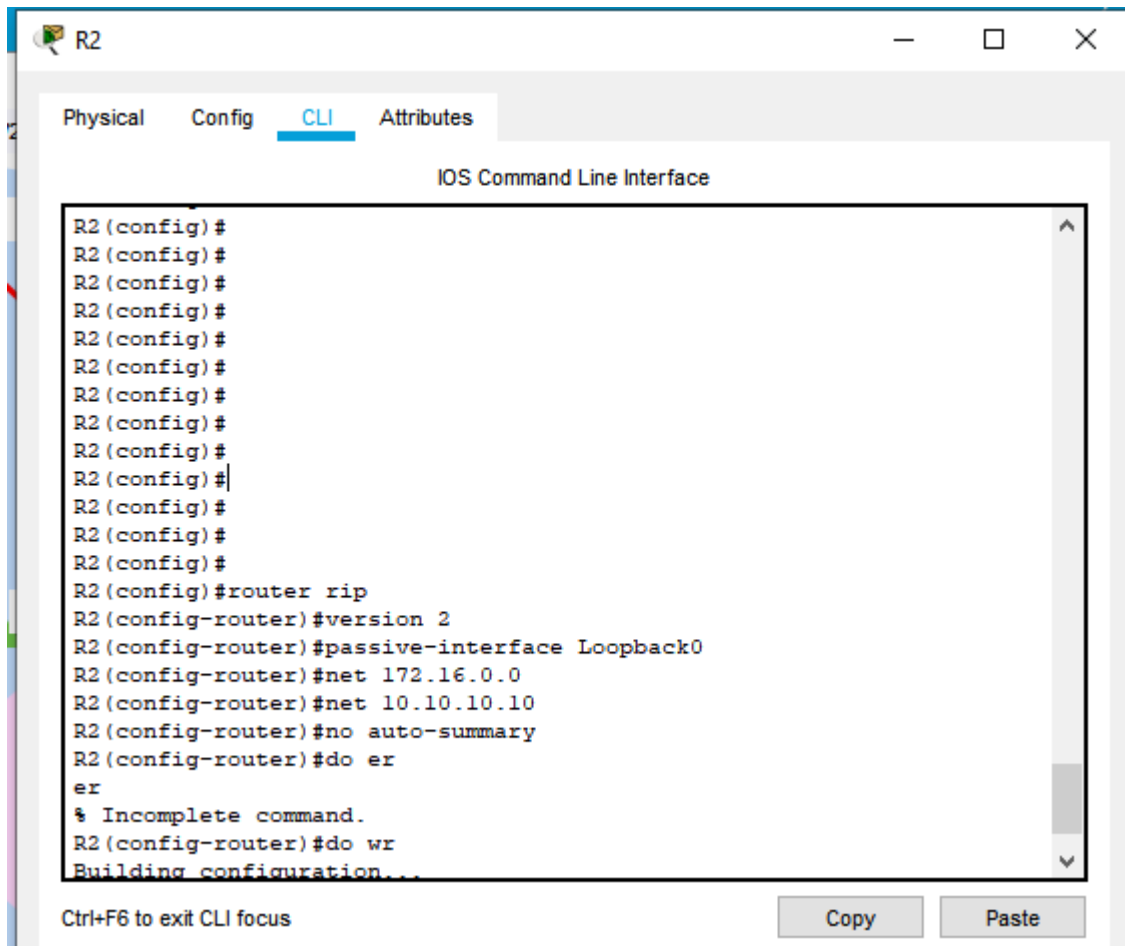 R2
Physical Config CLI Attributes
IOS Command Line Interface
R2(config)#
R2(config)#
R2(config)#
R2(config)#
R2(config)#
R2(config)#
R2(config)#
R2(config)#
R2(config)#
R2(config)#
R2(config)#
R2(config)#
R2(config)#
R2(config)#router rip
R2(config-router)#version 2
R2(config-router)#passive-interface Loopback0
R2(config-router)#net 172.16.0.0
R2(config-router)#net 10.10.10.10
R2(config-router)#no auto-summary
R2(config-router)#do er
er
% Incomplete command.
R2(config-router)#do wr
Building configuration...
Ctrl+F6 to exit CLI focus
Copy Paste